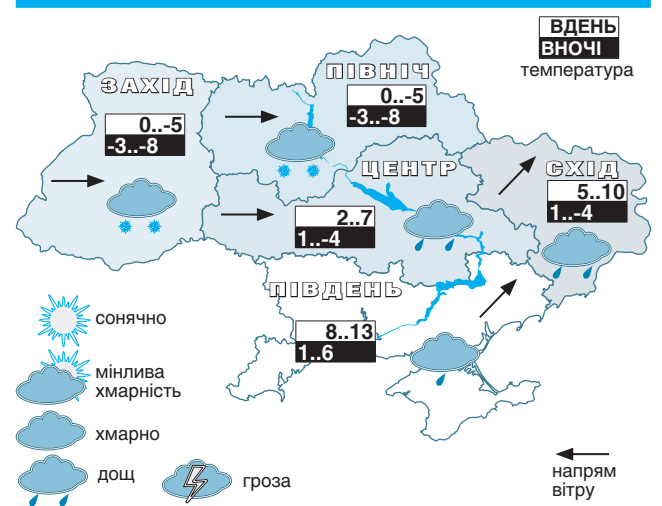 ВДЕНЬ
ВНОЧІ
температура
ЗАХІД
0..-5
-3..-8
ПІВНІЧ
0..-5
-3..-8
ЦЕНТР
2..7
1..-4
СХІД
5..10
1..-4
ПІВДЕНЬ
8..13
1..6
сонячно
мінлива
хмарність
хмарно
дощ
гроза
напрям
вітру